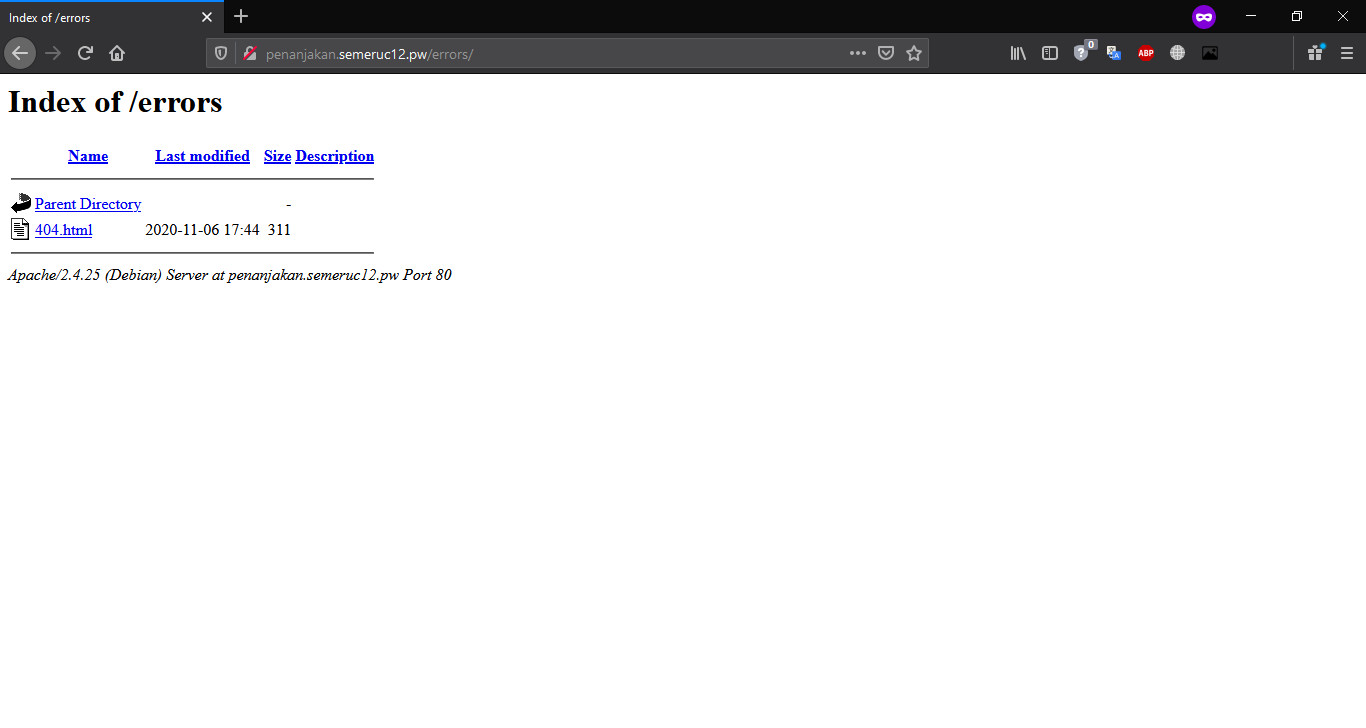 Index of /errors
penanjakan.semeruc12.pw/errors/
0
ABP
Index of /errors
Name Last modified Size Description
Parent Directory -
404.html 2020-11-06 17:44 311
Apache/2.4.25 (Debian) Server at penanjakan.semeruc12.pw Port 80